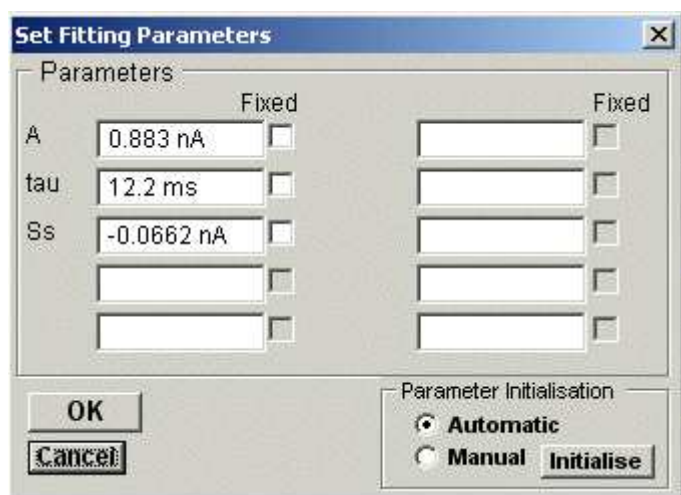 Set Fitting Parameters
Parameters
Fixed Fixed
A 0.883 nA
tau 12.2 ms
Ss -0.0662 nA
OK
Cancel
Parameter Initialisation
Automatic
Manual Initialise